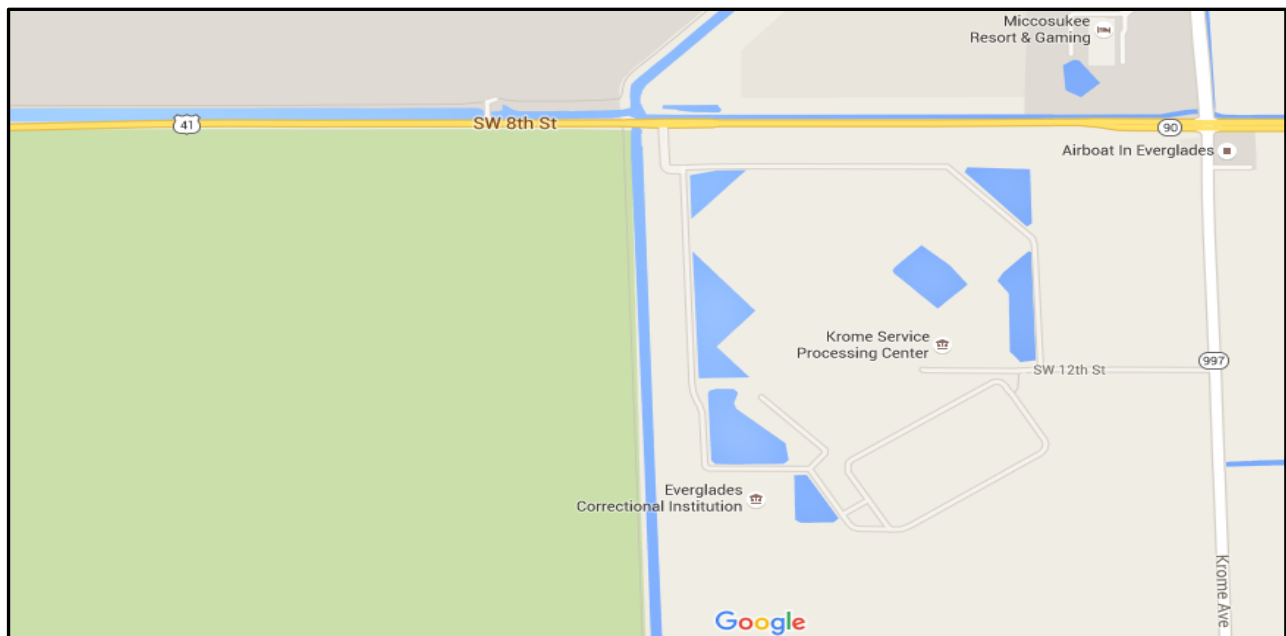 Miccosukee
Resort & Gaming
41
SW 8th St
90
Airboat In Everglades
Krome Service
Processing Center
997
SW 12th St
Everglades
Correctional Institution
Krome Ave
Google